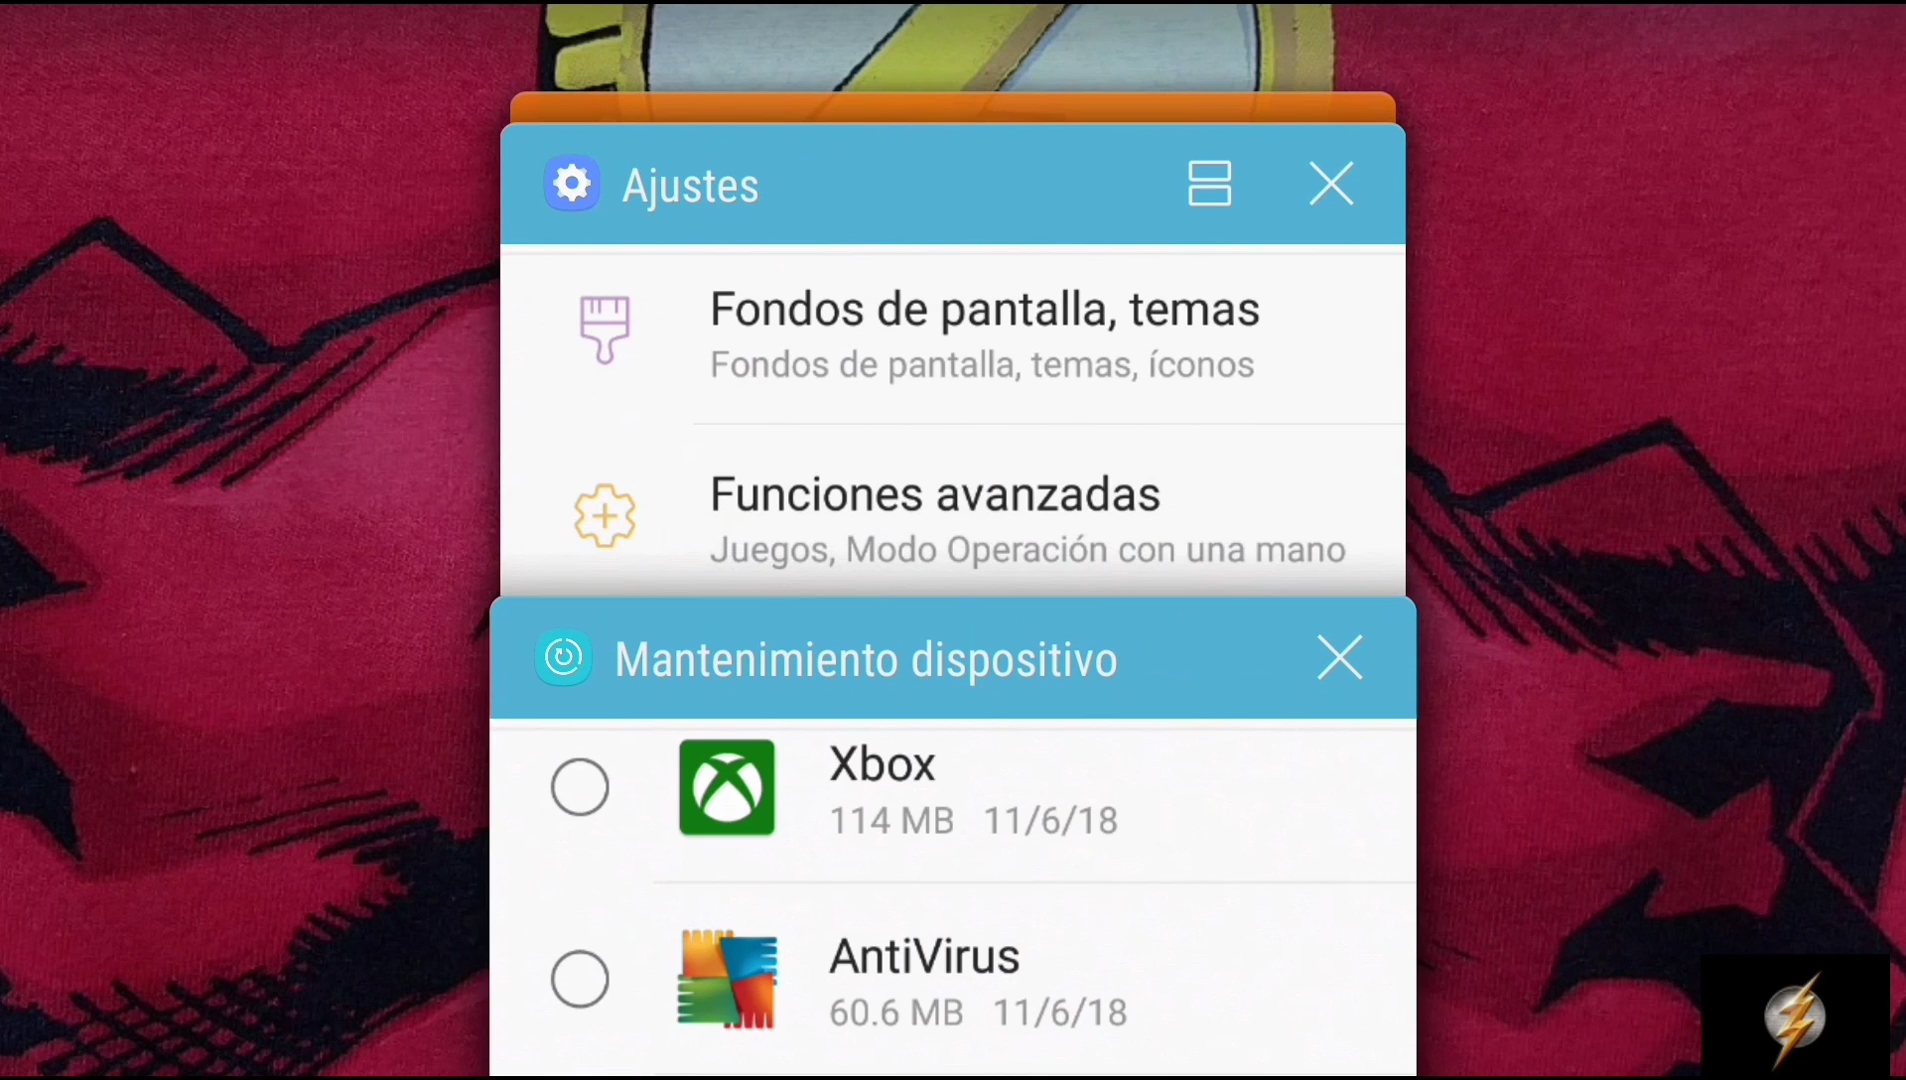 Ajustes
Fondos de pantalla, temas
Fondos de pantalla, temas, íconos
Funciones avanzadas
Juegos, Modo Operación con una mano
Mantenimiento dispositivo
Xbox
114 MB 11/6/18
AntiVirus
60.6 MB 11/6/18